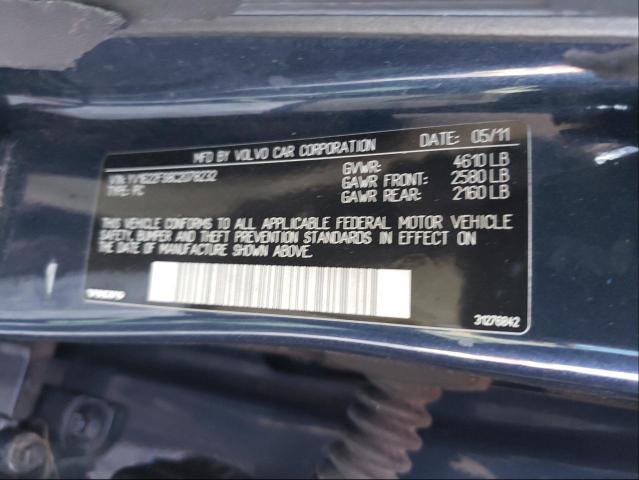 MFD BY VOLVO CAR CORPORATION DATE: 05/11
VIN:
TYPE: PC
GVWR: 4610 LB
GAWR FRONT: 2580 LB
GAWR REAR: 2160 LB
THIS VEHICLE CONFORMS TO ALL APPLICABLE FEDERAL MOTOR VEHICLE
SAFETY, BUMPER AND THEFT PREVENTION STANDARDS IN EFFECT ON
THE DATE OF MANUFACTURE SHOWN ABOVE.
VOLVO
31276842